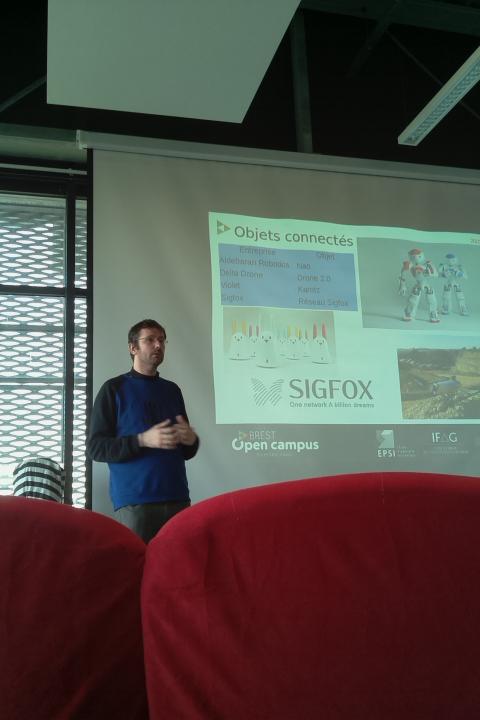 Objets connectés
Entreprise Objet
Aldebaran Robotics Nao
Delta Drone Drone 2.0
Violet Karotz
Sigfox Réseau Sigfox
SIGFOX
One network A billion dreams
BREST
Open campus
EPSI
IFAG